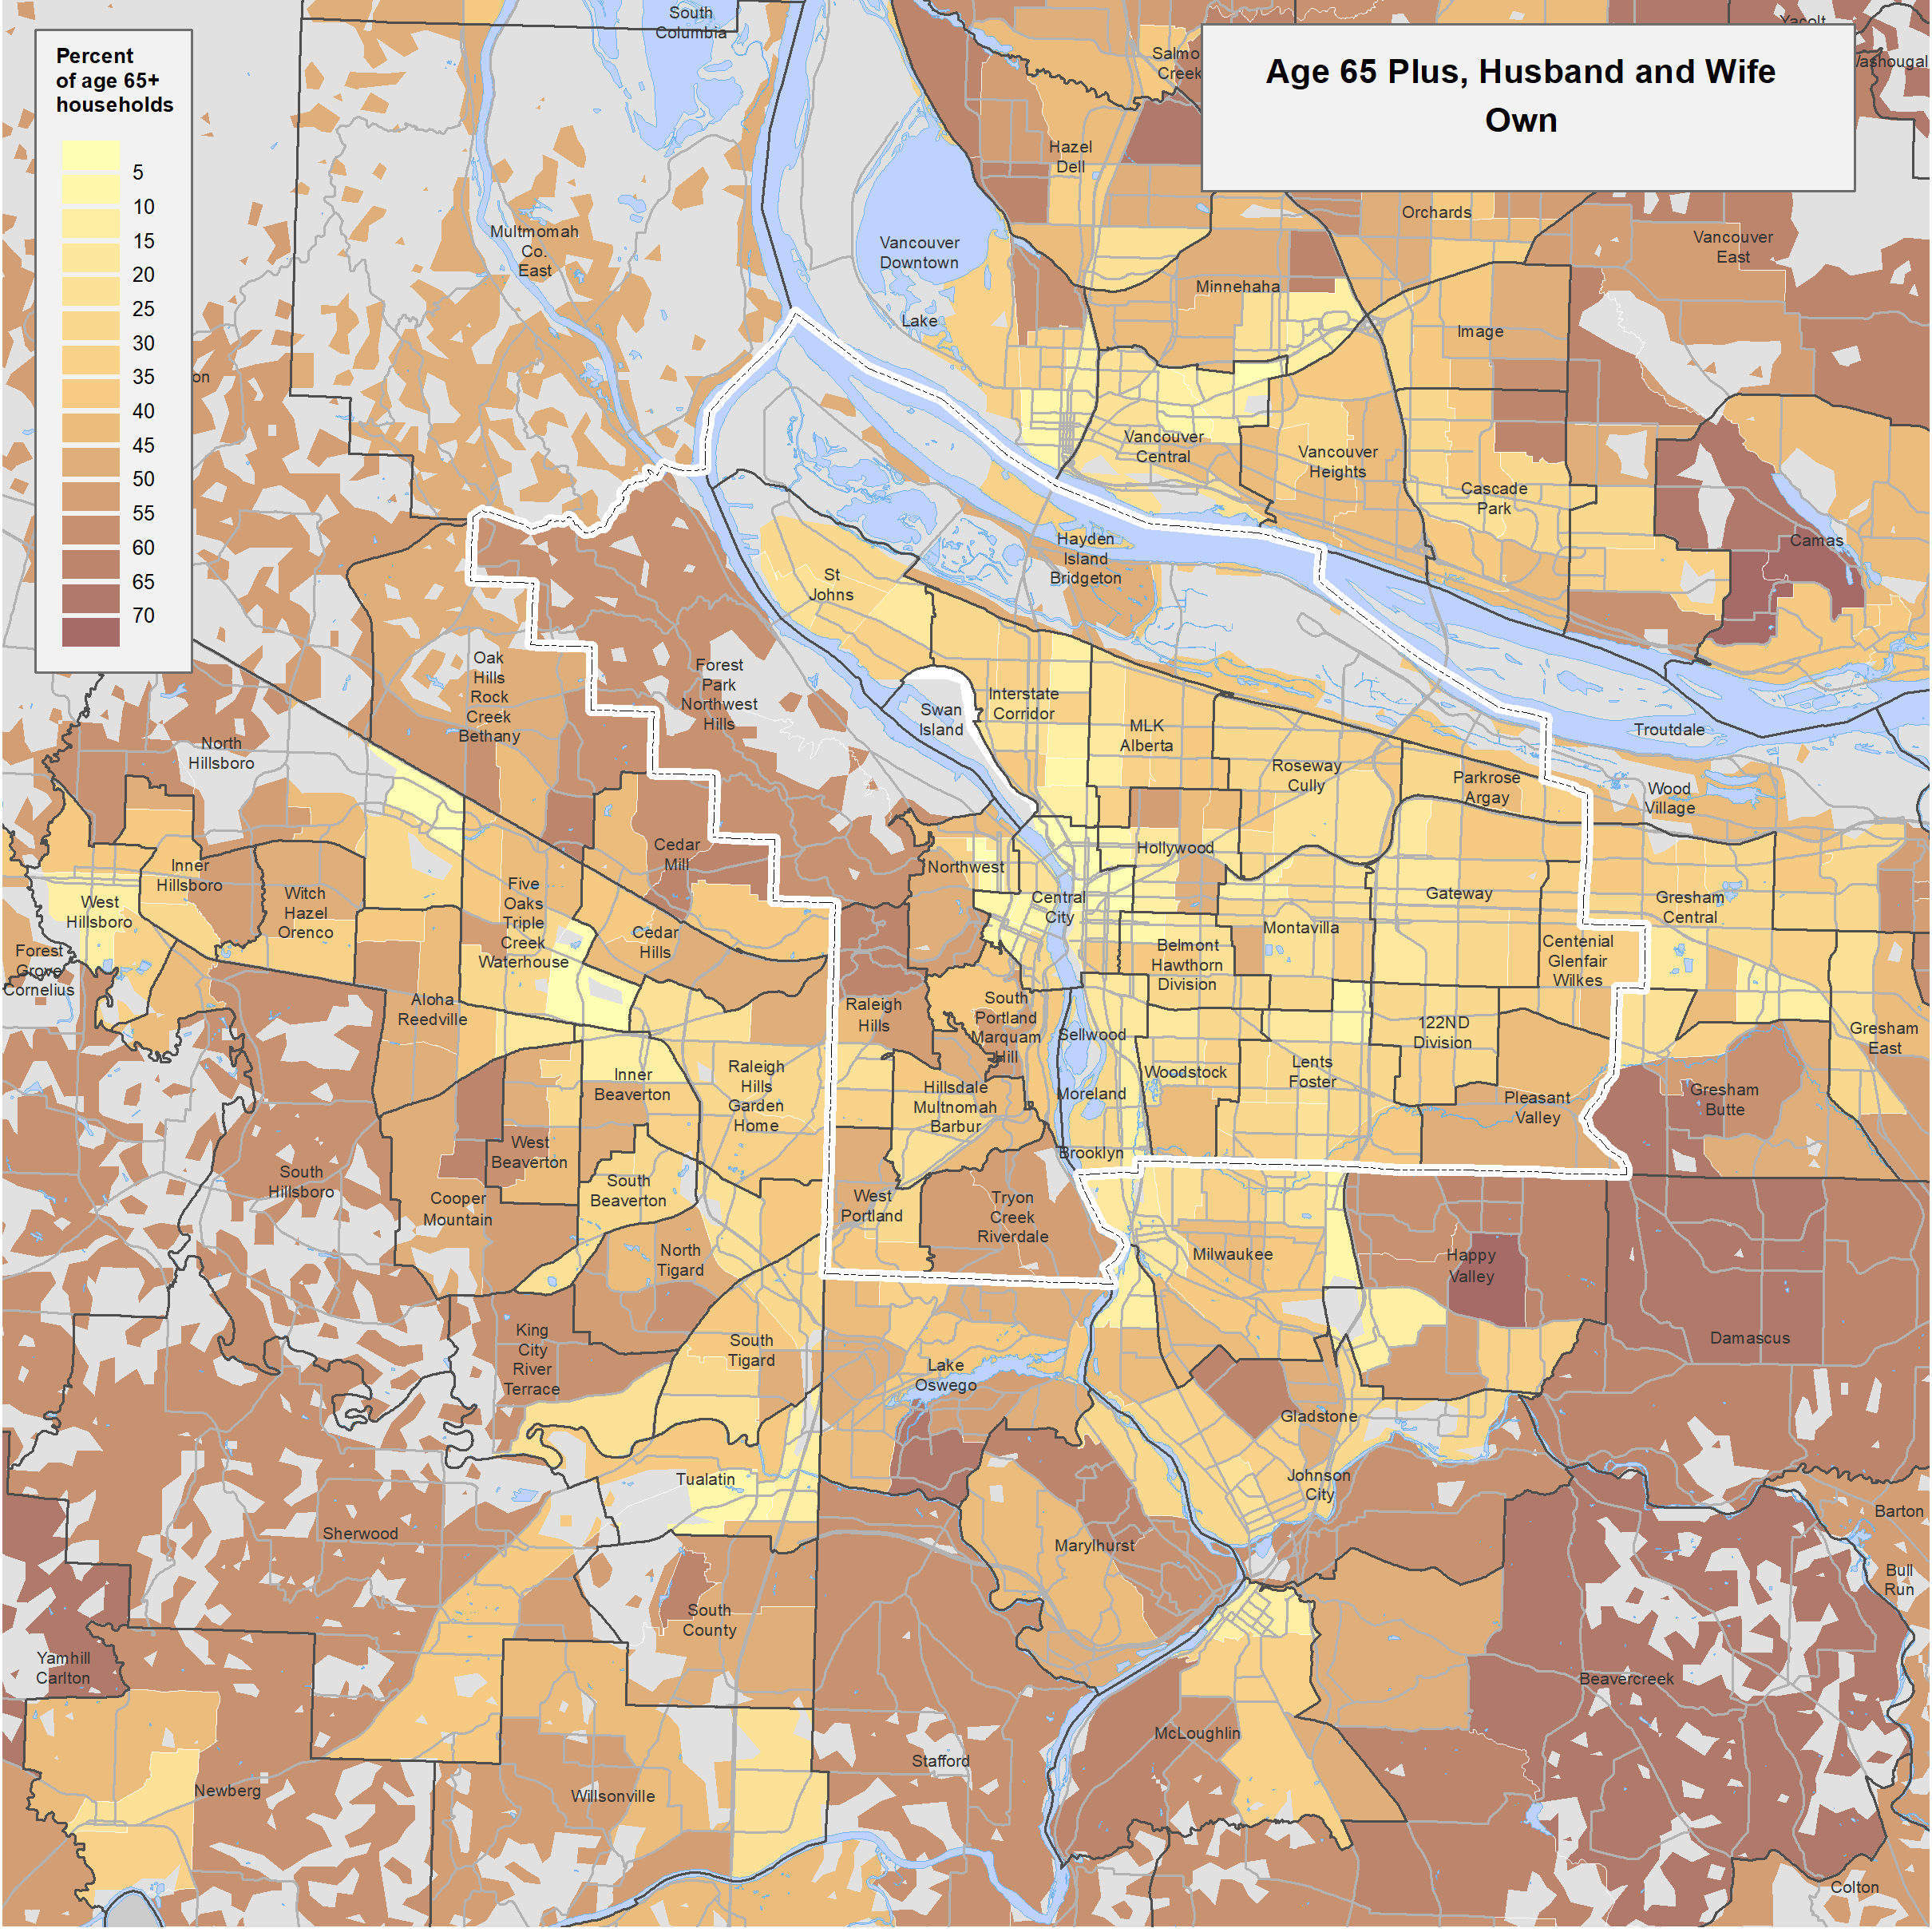 Age 65 Plus, Husband and Wife
Own
Percent
of age 65+
households
5
10
15
20
25
30
35
40
45
50
55
60
65
70
South
Columbia
Salmo
Creek
Yacolt
Vashougal
Hazel
Dell
Orchards
Vancouver
East
Multmomah
Co.
East
Vancouver
Downtown
Minnehaha
Lake
Image
on
Vancouver
Central
Vancouver
Heights
Cascade
Park
Camas
Hayden
Island
Bridgeton
St
Johns
Oak
Hills
Rock
Creek
Bethany
Forest
Park
Northwest
Hills
Swan
Island
Interstate
Corridor
MLK
Alberta
Troutdale
North
Hillsboro
Roseway
Cully
Parkrose
Argay
Wood
Village
Cedar
Mill
Northwest
Hollywood
Inner
Hillsboro
Witch
Hazel
Orenco
West
Hillsboro
Five
Oaks
Triple
Creek
Waterhouse
Cedar
Hills
Central
City
Gateway
Gresham
Central
Montavilla
Belmont
Hawthorn
Division
Centenial
Glenfair
Wilkes
Forest
Grove
Cornelius
Aloha
Reedville
Raleigh
Hills
South
Portland
Marquam
Hill
Sellwood
Moreland
Brooklyn
122ND
Division
Gresham
East
Inner
Beaverton
Raleigh
Hills
Garden
Home
Hillsdale
Multnomah
Barbur
Woodstock
Lents
Foster
Pleasant
Valley
Gresham
Butte
West
Beaverton
South
Hillsboro
South
Beaverton
Cooper
Mountain
West
Portland
Tryon
Creek
Riverdale
North
Tigard
Milwaukee
Happy
Valley
Damascus
King
City
River
Terrace
South
Tigard
Lake
Oswego
Gladstone
Tualatin
Johnson
City
Barton
Sherwood
Marylhurst
Bull
Run
South
County
Yamhill
Carlton
Beavercreek
McLoughlin
Stafford
Newberg
Willsonville
Colton